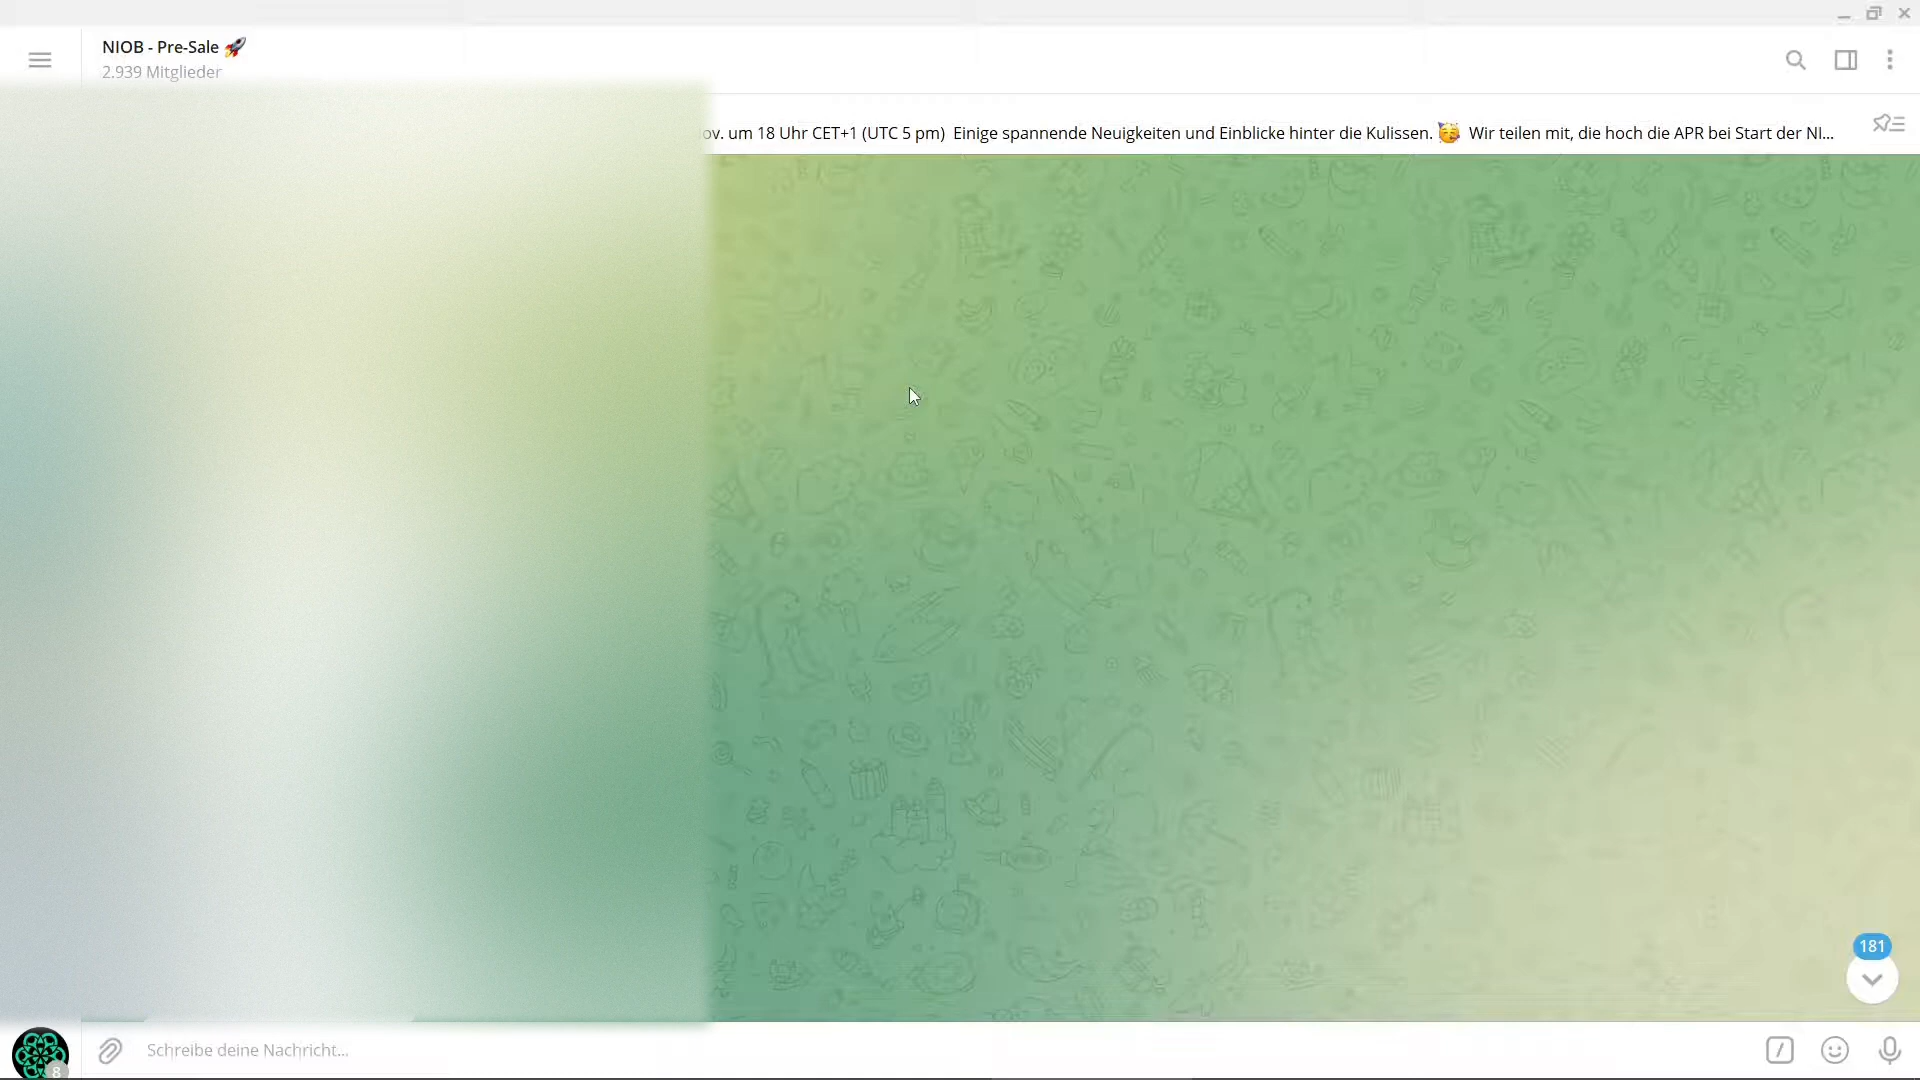 NIOB - Pre-Sale 🚀
2.939 Mitglieder
ov. um 18 Uhr CET+1 (UTC 5 pm) Einige spannende Neuigkeiten und Einblicke hinter die Kulissen. 🥳 Wir teilen mit, die hoch die APR bei Start der NI...
181
8
Schreibe deine Nachricht...